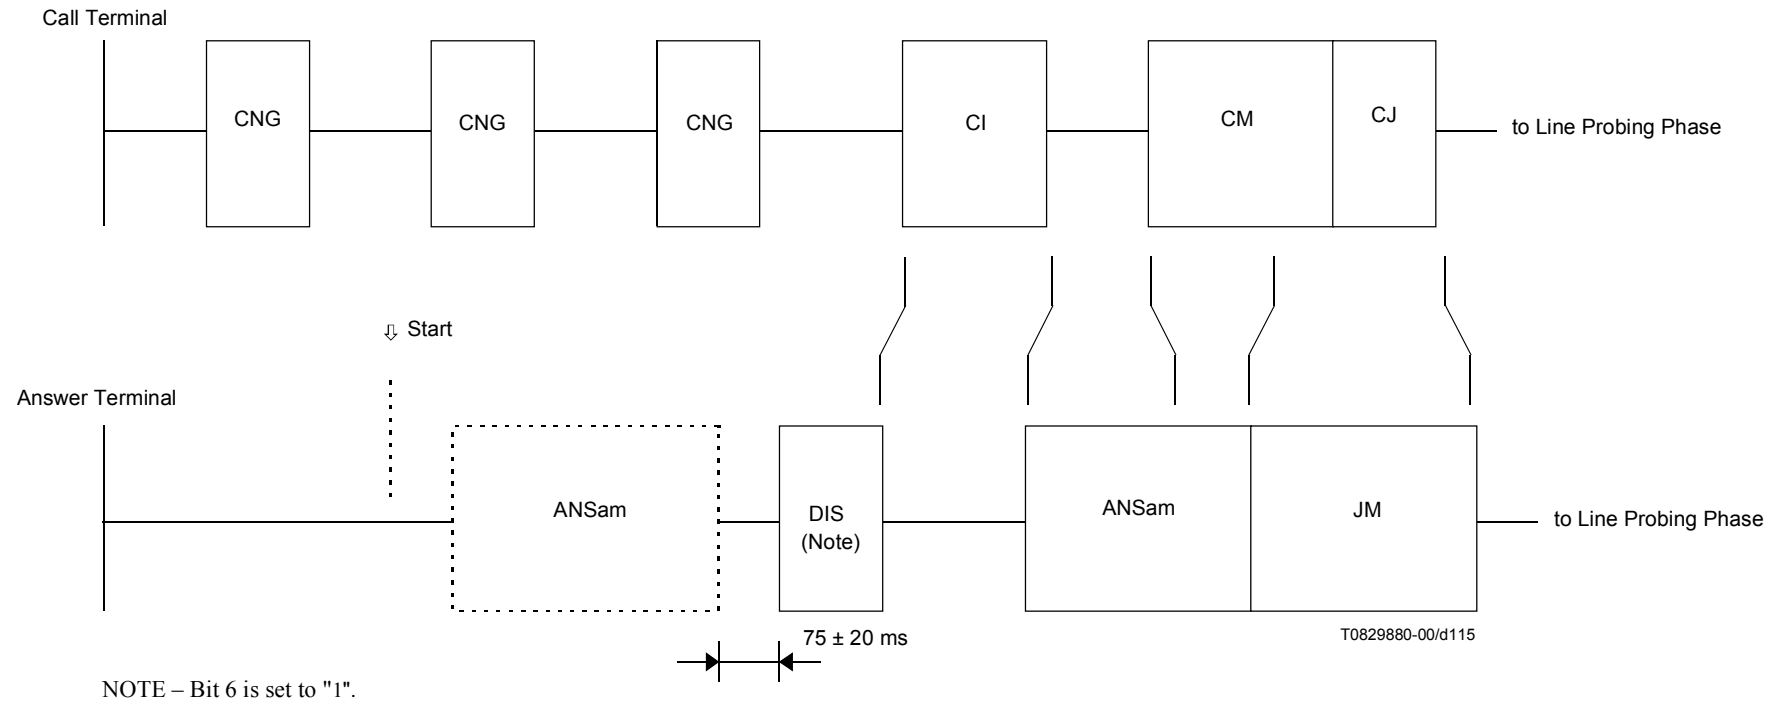 Call Terminal
CNG
CNG
CNG
CI
CM
CJ
to Line Probing Phase
⇩ Start
Answer Terminal
ANSam
DIS
(Note)
ANSam
JM
to Line Probing Phase
75 ± 20 ms
T0829880-00/d115
NOTE – Bit 6 is set to "1".